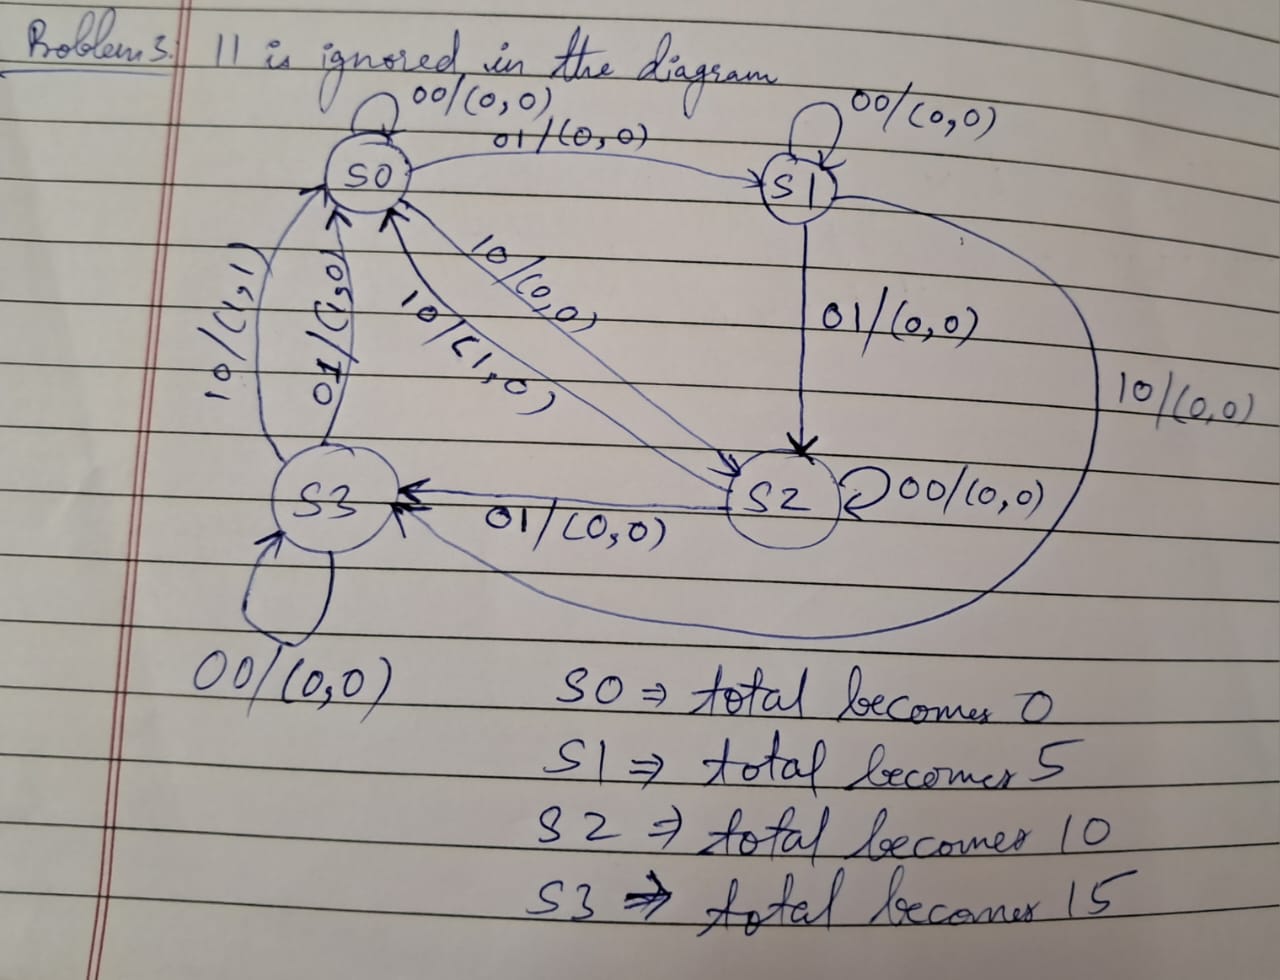 Problem 3: 11 is ignored in the diagram
00/(0,0)
00/(0,0)
01/(0,0)
S0
S1
10/(0,0)
10/(1,1)
01/(1,0)
10/(1,0)
01/(0,0)
10/(0,0)
S3
S2
00/(0,0)
01/(0,0)
00/(0,0)
S0 ⇒ total becomes 0
S1 ⇒ total becomes 5
S2 ⇒ total becomes 10
S3 ⇒ total becomes 15